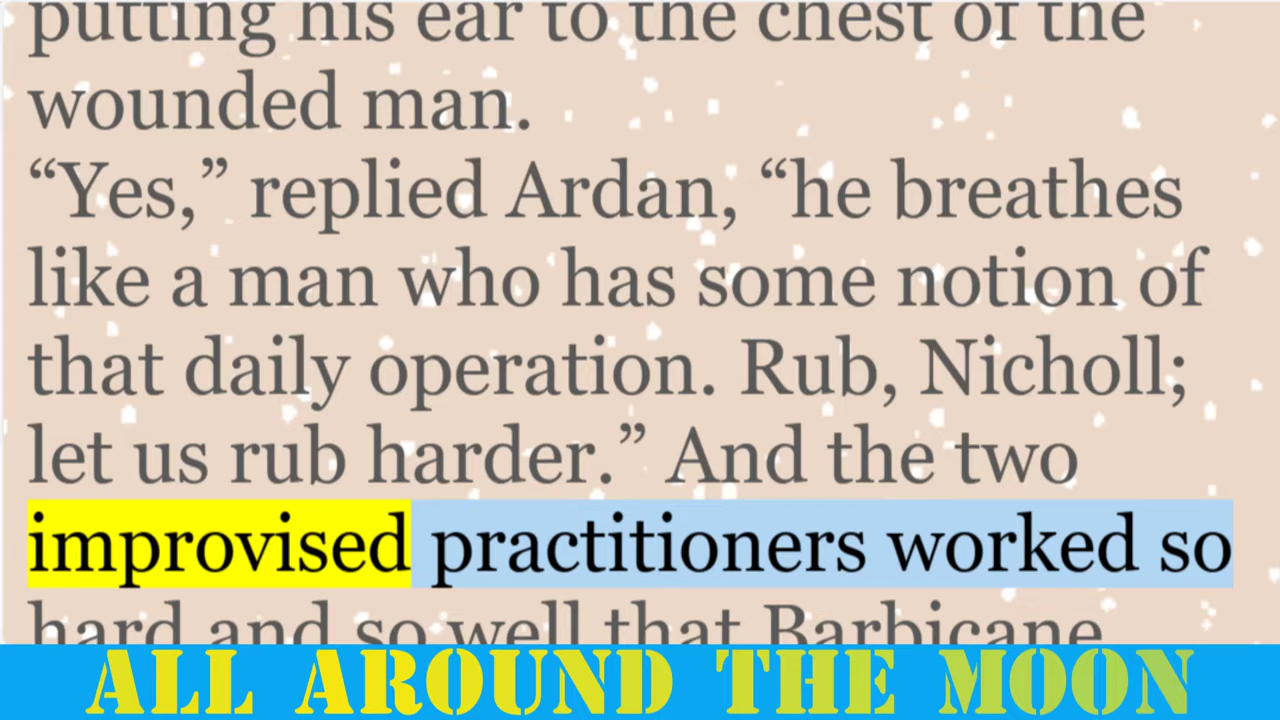 putting his ear to the chest of the
wounded man.
“Yes,” replied Ardan, “he breathes
like a man who has some notion of
that daily operation. Rub, Nicholl;
let us rub harder.” And the two
improvised practitioners worked so
hard and so well that Barbicane
ALL AROUND THE MOON